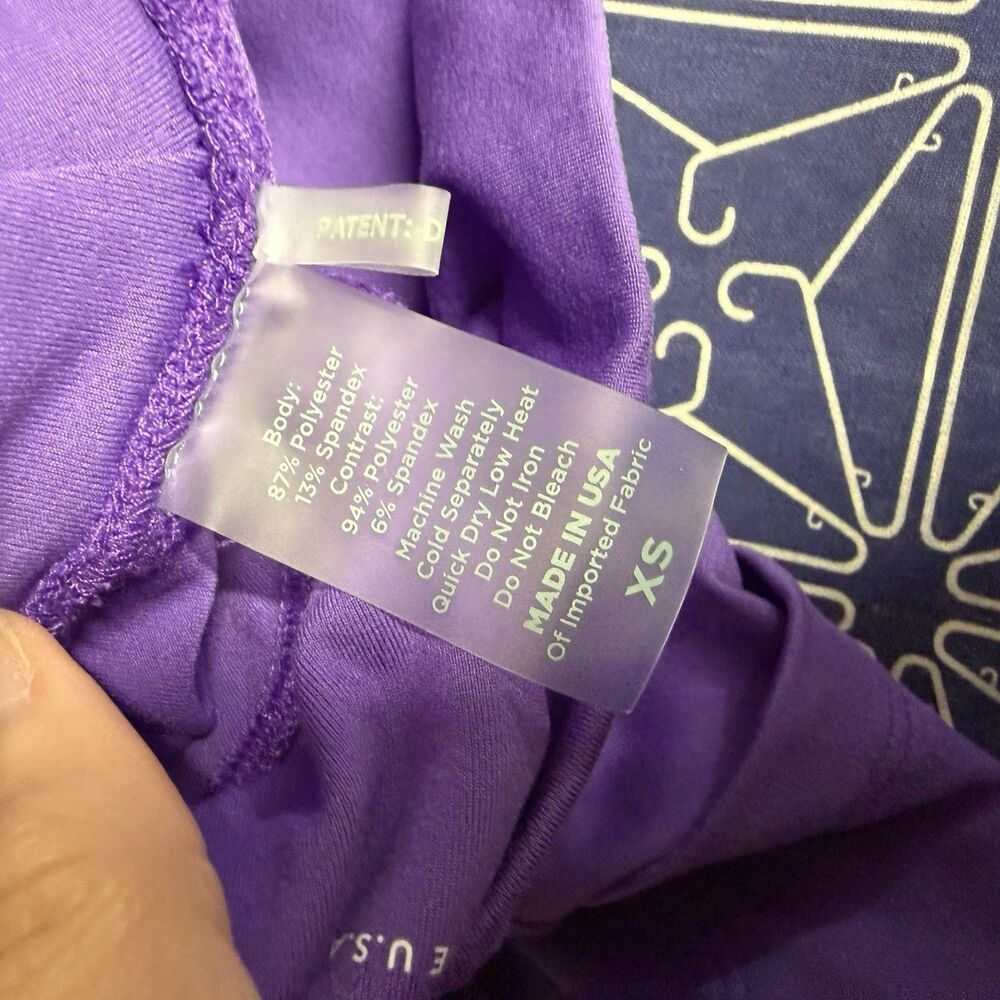 PATENT: D
Body:
87% Polyester
13% Spandex
Contrast:
94% Polyester
6% Spandex
Machine Wash
Cold Separately
Quick Dry Low Heat
Do Not Iron
Do Not Bleach
MADE IN USA
Of Imported Fabric
XS
E U.S.A